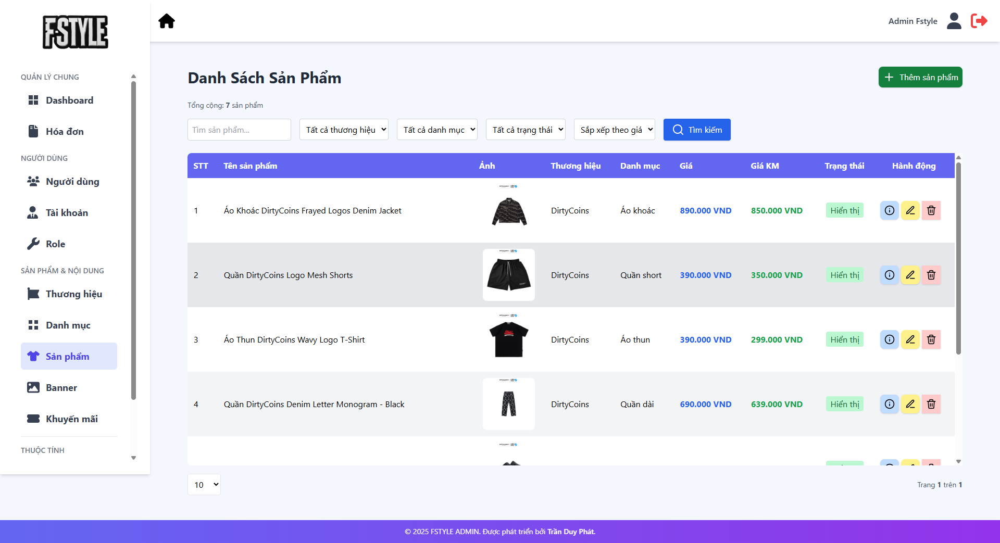 FSTYLE
Admin Fstyle
QUẢN LÝ CHUNG
Dashboard
Hóa đơn
NGƯỜI DÙNG
Người dùng
Tài khoản
Role
SẢN PHẨM & NỘI DUNG
Thương hiệu
Danh mục
Sản phẩm
Banner
Khuyến mãi
THUỘC TÍNH
Danh Sách Sản Phẩm
Thêm sản phẩm
Tổng cộng: 7 sản phẩm
Tìm sản phẩm... Tất cả thương hiệu Tất cả danh mục Tất cả trạng thái Sắp xếp theo giá Tìm kiếm
STT Tên sản phẩm Ảnh Thương hiệu Danh mục Giá Giá KM Trạng thái Hành động
1 Áo Khoác DirtyCoins Frayed Logos Denim Jacket DirtyCoins Áo khoác 890.000 VND 850.000 VND Hiển thị
2 Quần DirtyCoins Logo Mesh Shorts DirtyCoins Quần short 390.000 VND 350.000 VND Hiển thị
3 Áo Thun DirtyCoins Wavy Logo T-Shirt DirtyCoins Áo thun 390.000 VND 299.000 VND Hiển thị
4 Quần DirtyCoins Denim Letter Monogram - Black DirtyCoins Quần dài 690.000 VND 639.000 VND Hiển thị
10
Trang 1 trên 1
© 2025 FSTYLE ADMIN. Được phát triển bởi Trần Duy Phát.